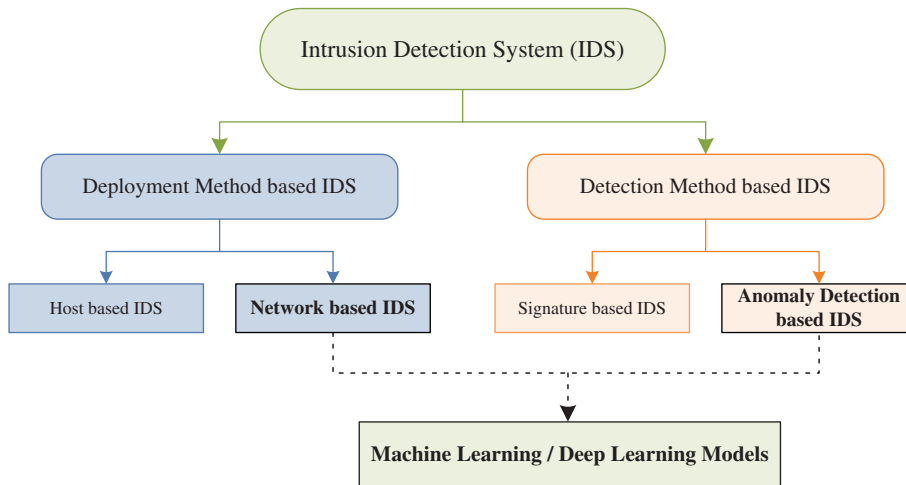 Intrusion Detection System (IDS)
Deployment Method based IDS
Detection Method based IDS
Host based IDS
Network based IDS
Signature based IDS
Anomaly Detection
based IDS
Machine Learning / Deep Learning Models